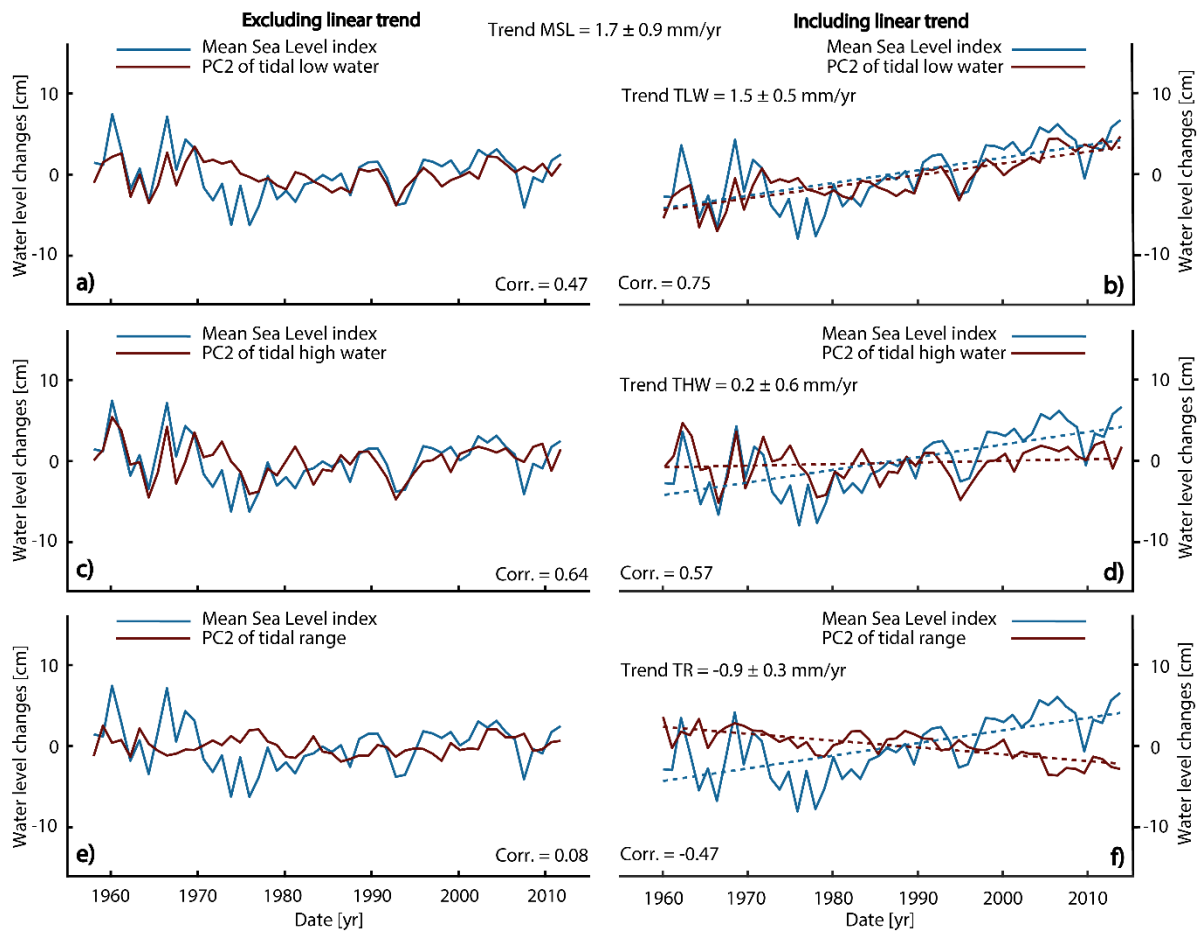 Excluding linear trend
Trend MSL = 1.7 ± 0.9 mm/yr
Including linear trend
Mean Sea Level index
PC2 of tidal low water
Water level changes [cm]
10
0
-10
a)
Corr. = 0.47
Mean Sea Level index
PC2 of tidal low water
Trend TLW = 1.5 ± 0.5 mm/yr
Water level changes [cm]
10
0
-10
b)
Corr. = 0.75
Mean Sea Level index
PC2 of tidal high water
Water level changes [cm]
10
0
-10
c)
Corr. = 0.64
Mean Sea Level index
PC2 of tidal high water
Trend THW = 0.2 ± 0.6 mm/yr
Water level changes [cm]
10
0
-10
d)
Corr. = 0.57
Mean Sea Level index
PC2 of tidal range
Water level changes [cm]
10
0
-10
e)
Corr. = 0.08
1960 1970 1980 1990 2000 2010
Date [yr]
Mean Sea Level index
PC2 of tidal range
Trend TR = -0.9 ± 0.3 mm/yr
Water level changes [cm]
10
0
-10
f)
Corr. = -0.47
1960 1970 1980 1990 2000 2010
Date [yr]